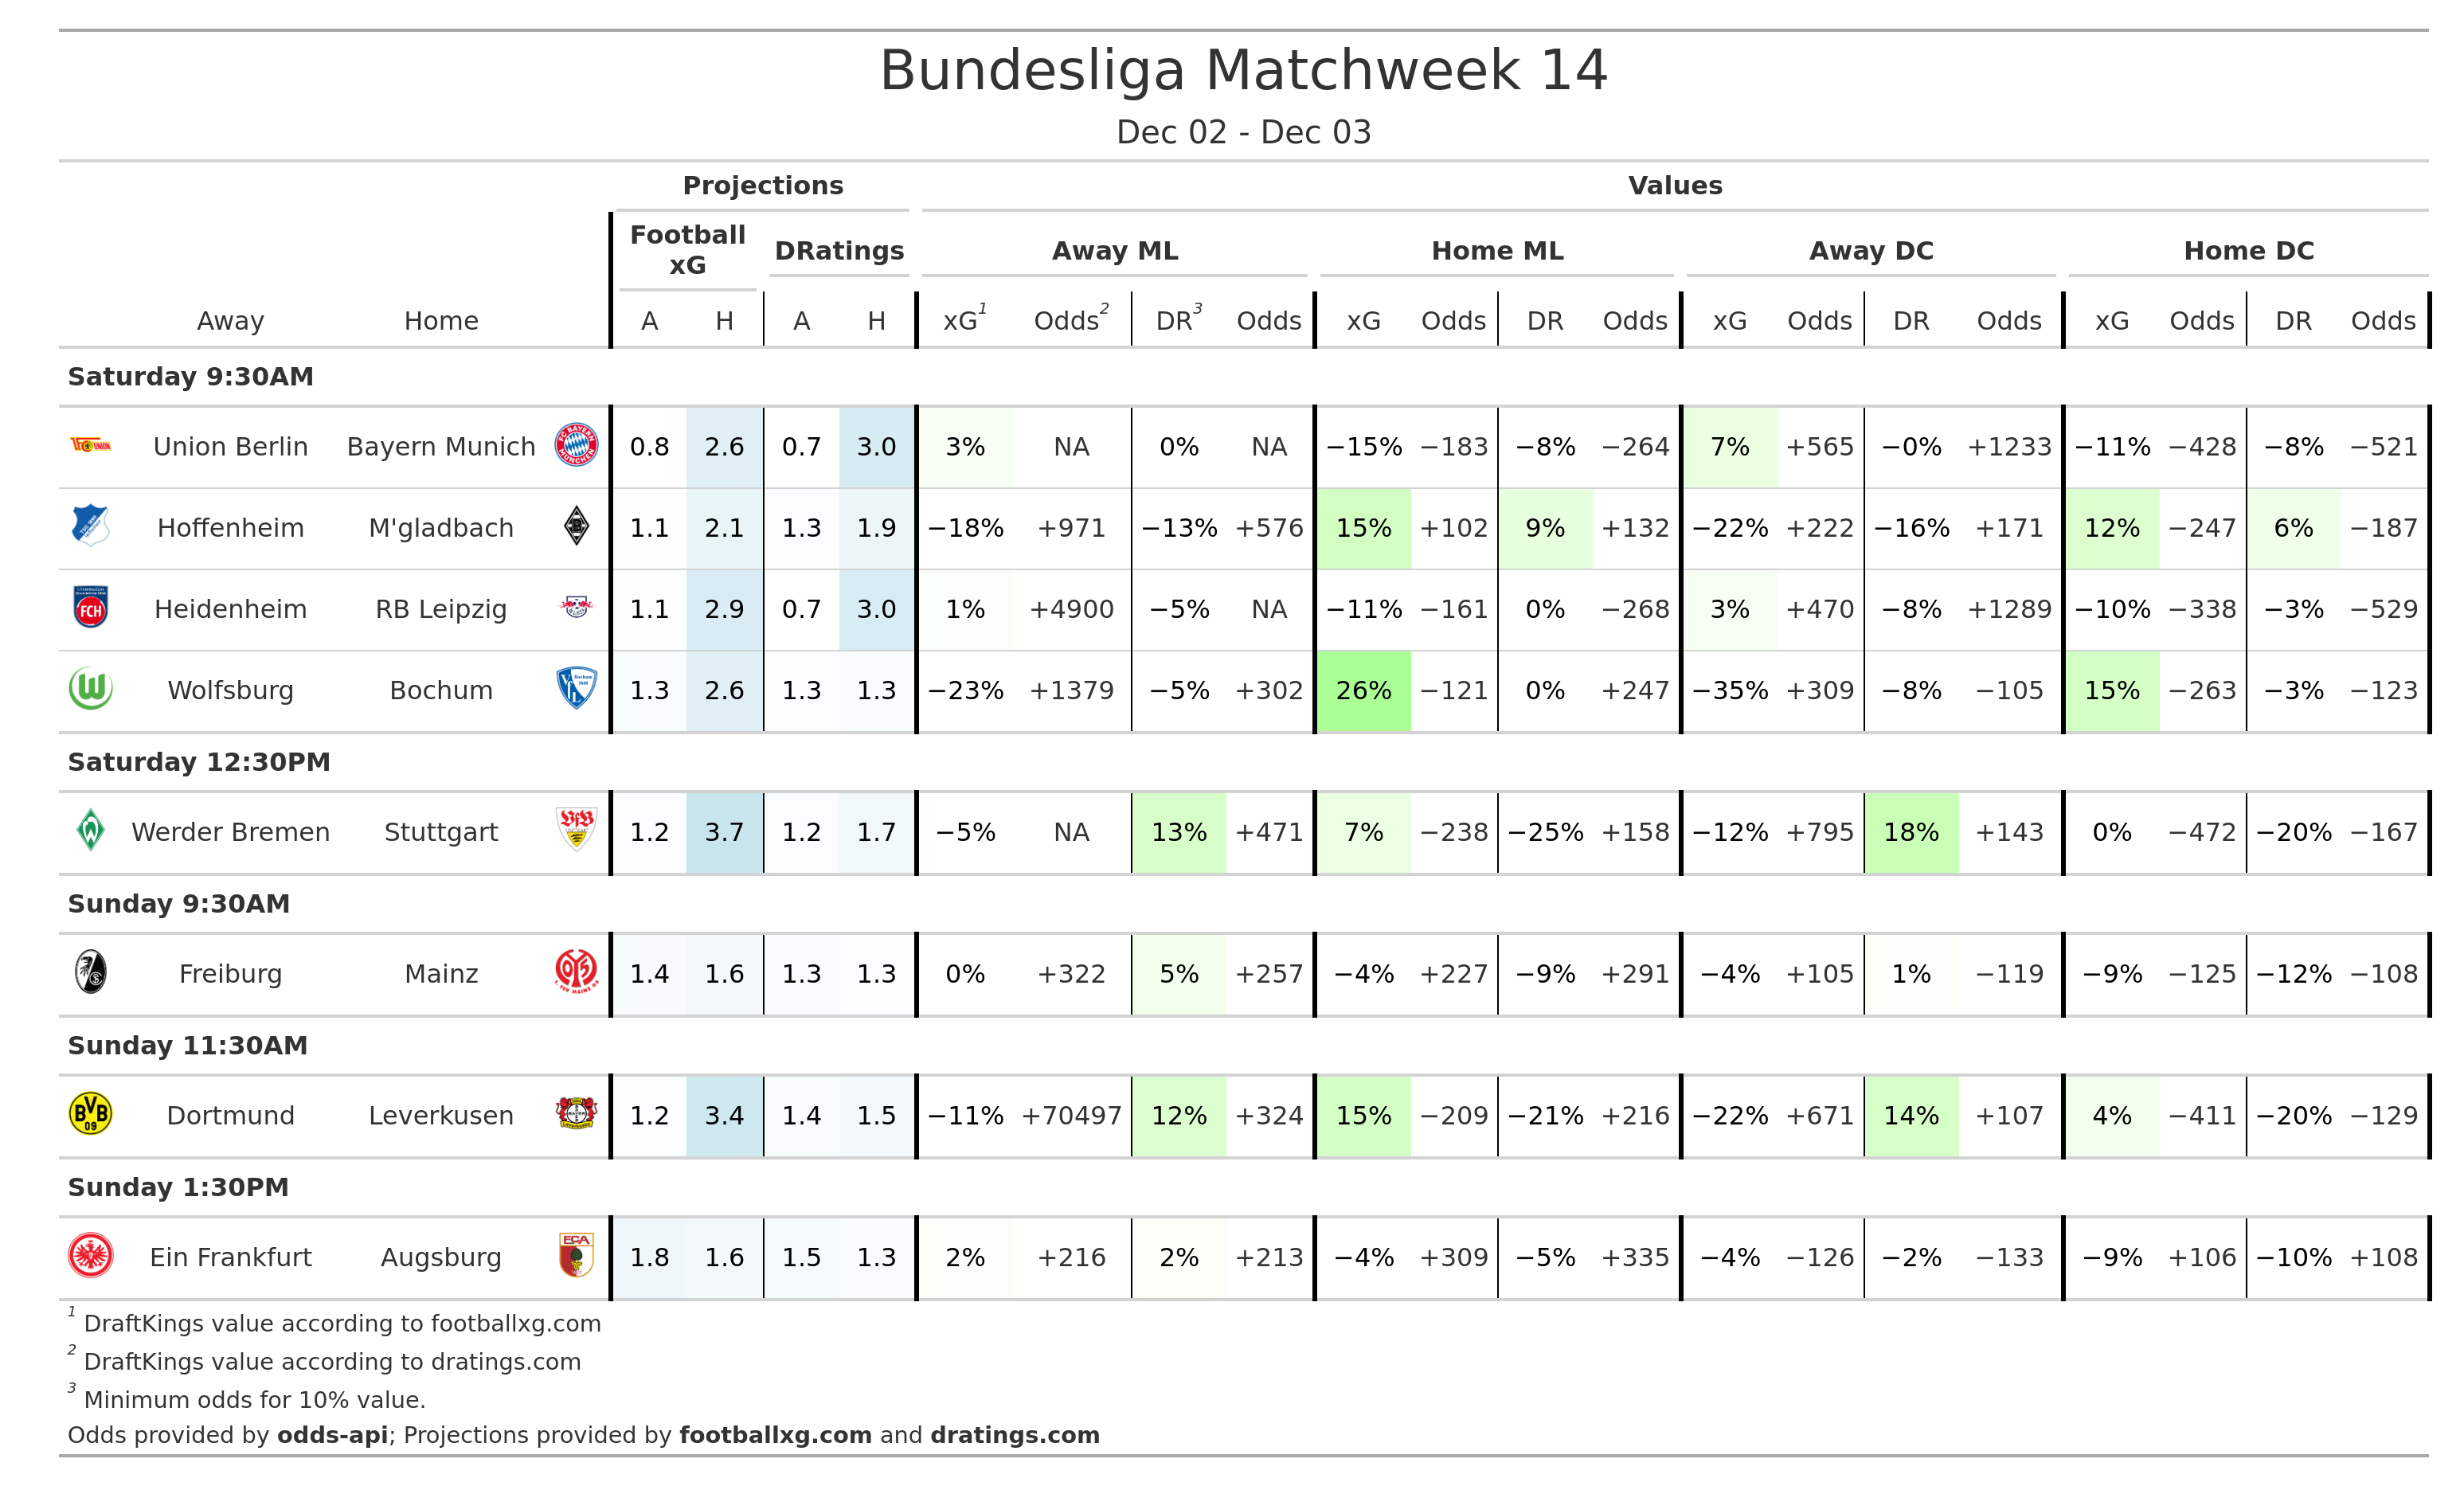 Bundesliga Matchweek 14
Dec 02 - Dec 03
Projections Values
Football xG DRatings Away ML Home ML Away DC Home DC
Away Home A H A H xG1 Odds2 DR3 Odds xG Odds DR Odds xG Odds DR Odds xG Odds DR Odds
Saturday 9:30AM
Union Berlin Bayern Munich 0.8 2.6 0.7 3.0 3% NA 0% NA −15% −183 −8% −264 7% +565 −0% +1233 −11% −428 −8% −521
Hoffenheim M'gladbach 1.1 2.1 1.3 1.9 −18% +971 −13% +576 15% +102 9% +132 −22% +222 −16% +171 12% −247 6% −187
Heidenheim RB Leipzig 1.1 2.9 0.7 3.0 1% +4900 −5% NA −11% −161 0% −268 3% +470 −8% +1289 −10% −338 −3% −529
Wolfsburg Bochum 1.3 2.6 1.3 1.3 −23% +1379 −5% +302 26% −121 0% +247 −35% +309 −8% −105 15% −263 −3% −123
Saturday 12:30PM
Werder Bremen Stuttgart 1.2 3.7 1.2 1.7 −5% NA 13% +471 7% −238 −25% +158 −12% +795 18% +143 0% −472 −20% −167
Sunday 9:30AM
Freiburg Mainz 1.4 1.6 1.3 1.3 0% +322 5% +257 −4% +227 −9% +291 −4% +105 1% −119 −9% −125 −12% −108
Sunday 11:30AM
Dortmund Leverkusen 1.2 3.4 1.4 1.5 −11% +70497 12% +324 15% −209 −21% +216 −22% +671 14% +107 4% −411 −20% −129
Sunday 1:30PM
Ein Frankfurt Augsburg 1.8 1.6 1.5 1.3 2% +216 2% +213 −4% +309 −5% +335 −4% −126 −2% −133 −9% +106 −10% +108
1 DraftKings value according to footballxg.com
2 DraftKings value according to dratings.com
3 Minimum odds for 10% value.
Odds provided by odds-api; Projections provided by footballxg.com and dratings.com